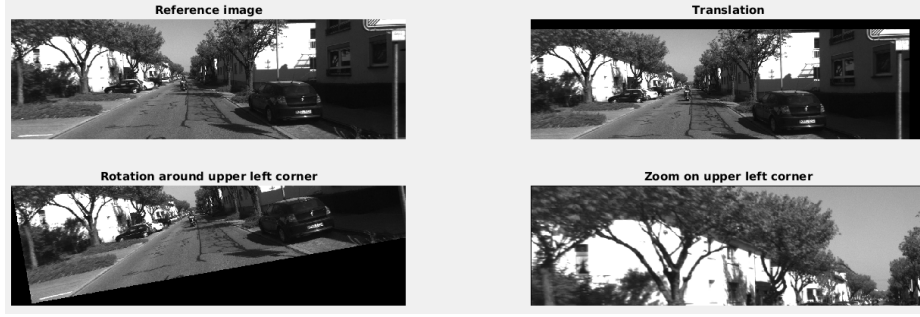 Reference image
Translation
Rotation around upper left corner
Zoom on upper left corner